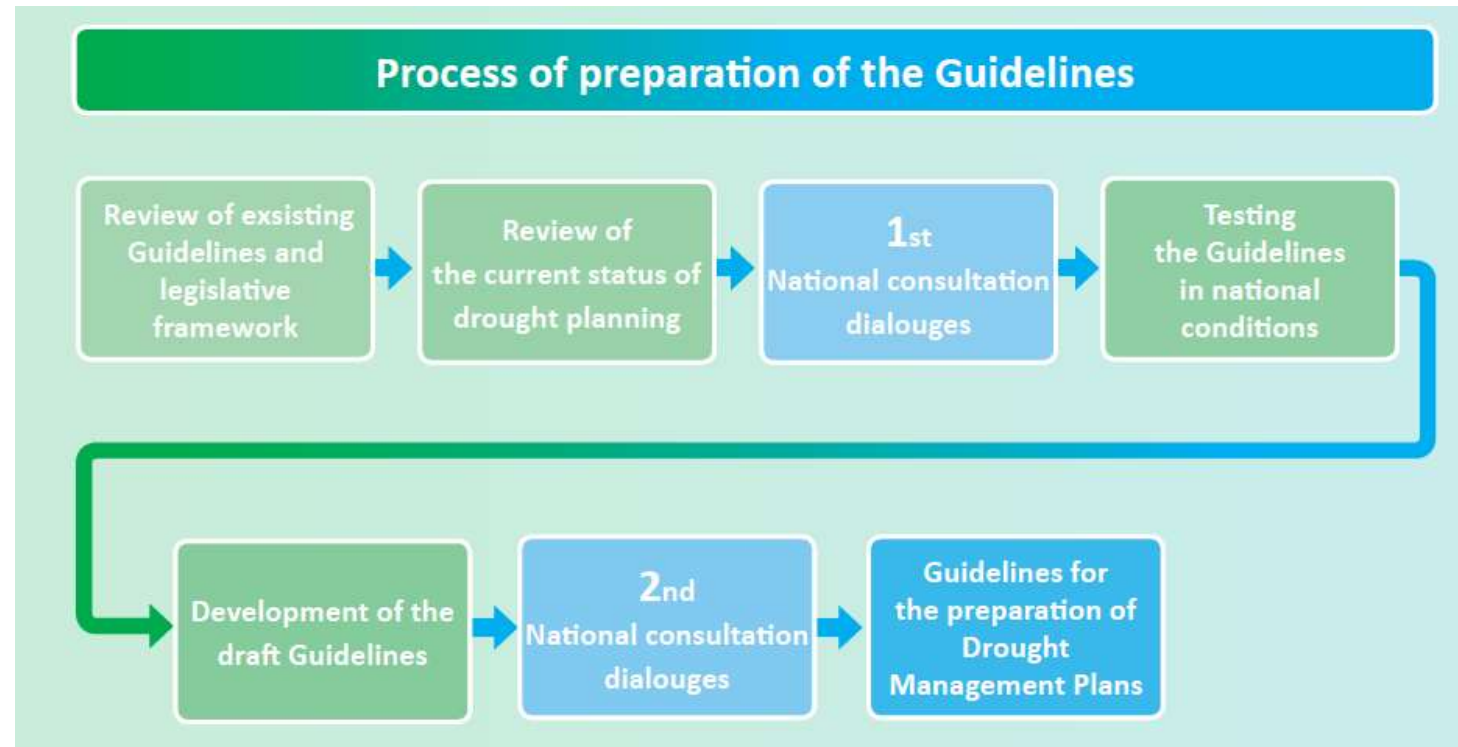 Process of preparation of the Guidelines
Review of exsisting
Guidelines and
legislative
framework
Review of
the current status of
drought planning
1st
National consultation
dialouges
Testing
the Guidelines
in national
conditions
Development of the
draft Guidelines
2nd
National consultation
dialouges
Guidelines for
the preparation of
Drought
Management Plans